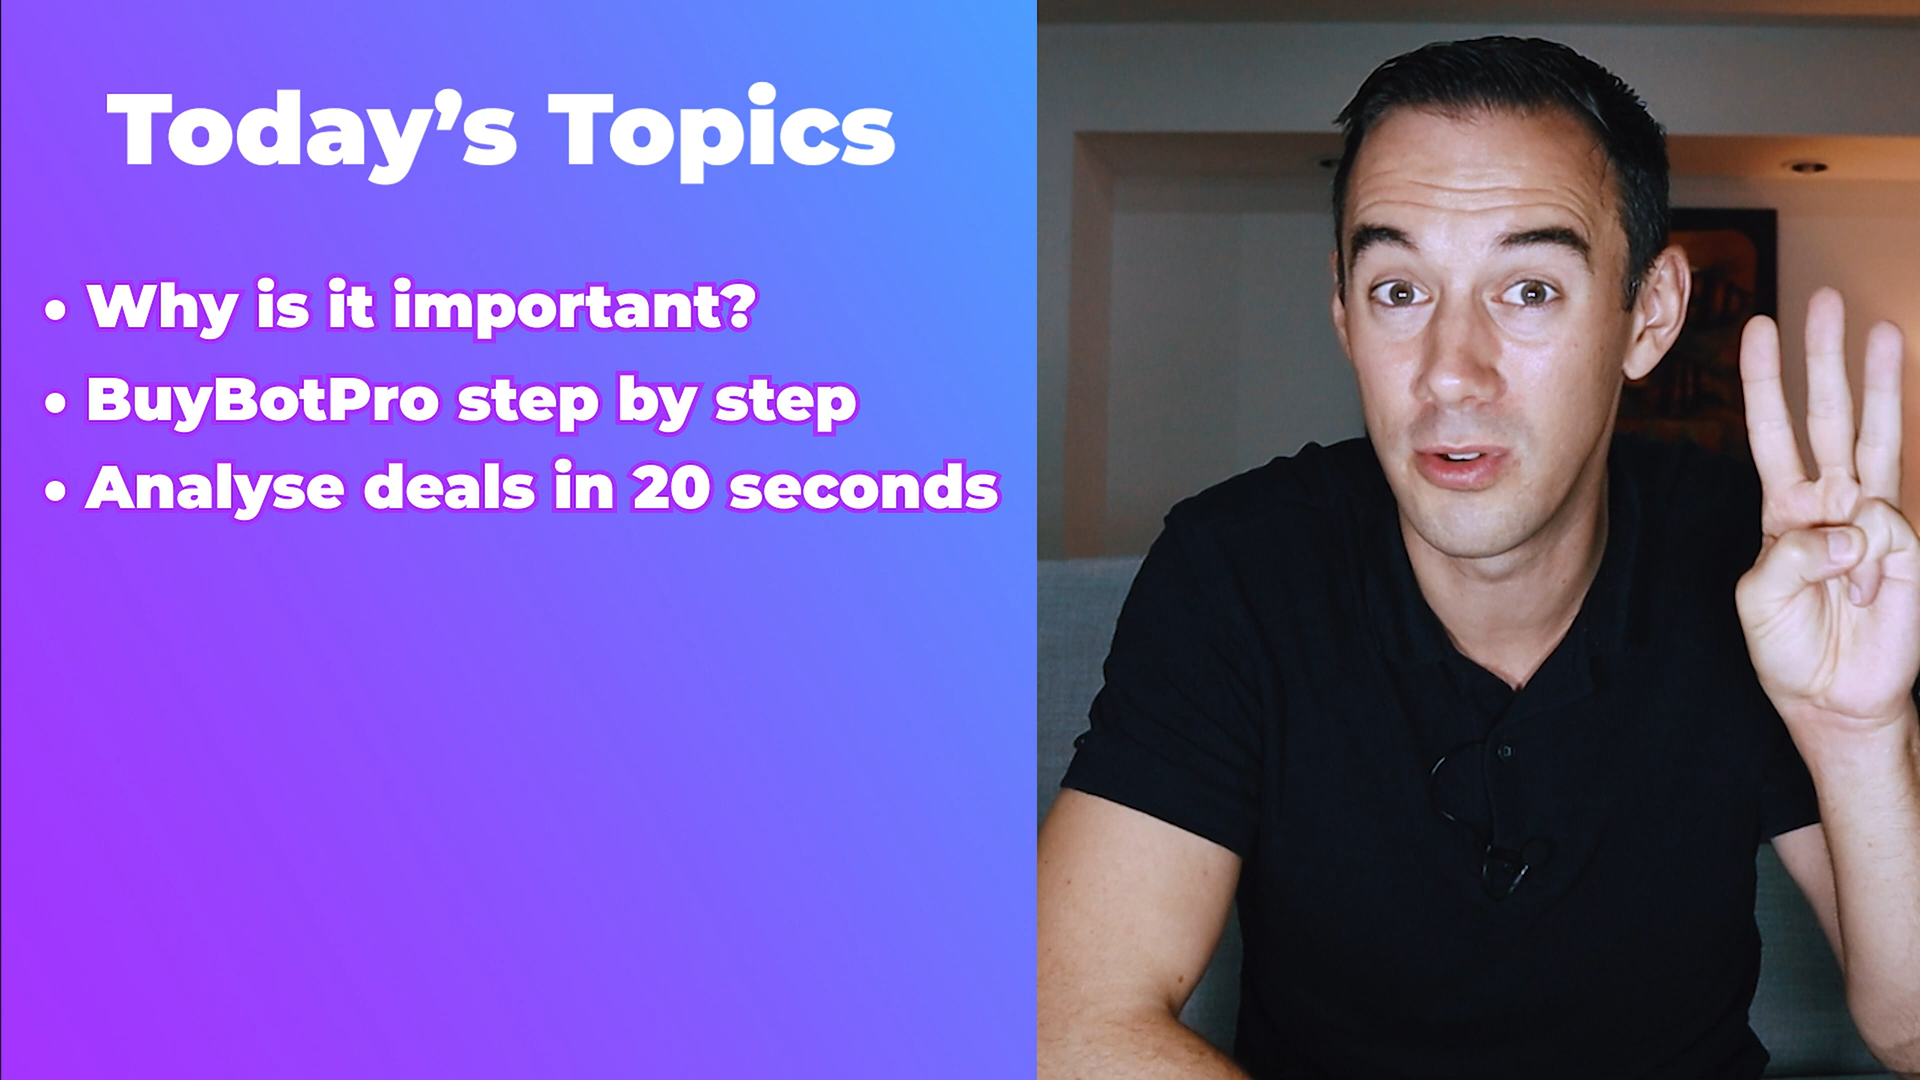 Today’s Topics
• Why is it important?
• BuyBotPro step by step
• Analyse deals in 20 seconds